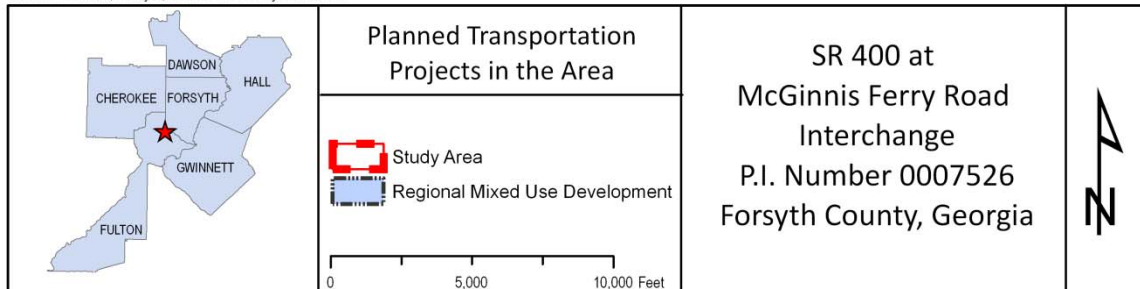 DAWSON
HALL
CHEROKEE
FORSYTH
GWINNETT
FULTON
Planned Transportation
Projects in the Area
Study Area
Regional Mixed Use Development
0 5,000 10,000 Feet
SR 400 at
McGinnis Ferry Road
Interchange
P.I. Number 0007526
Forsyth County, Georgia
N